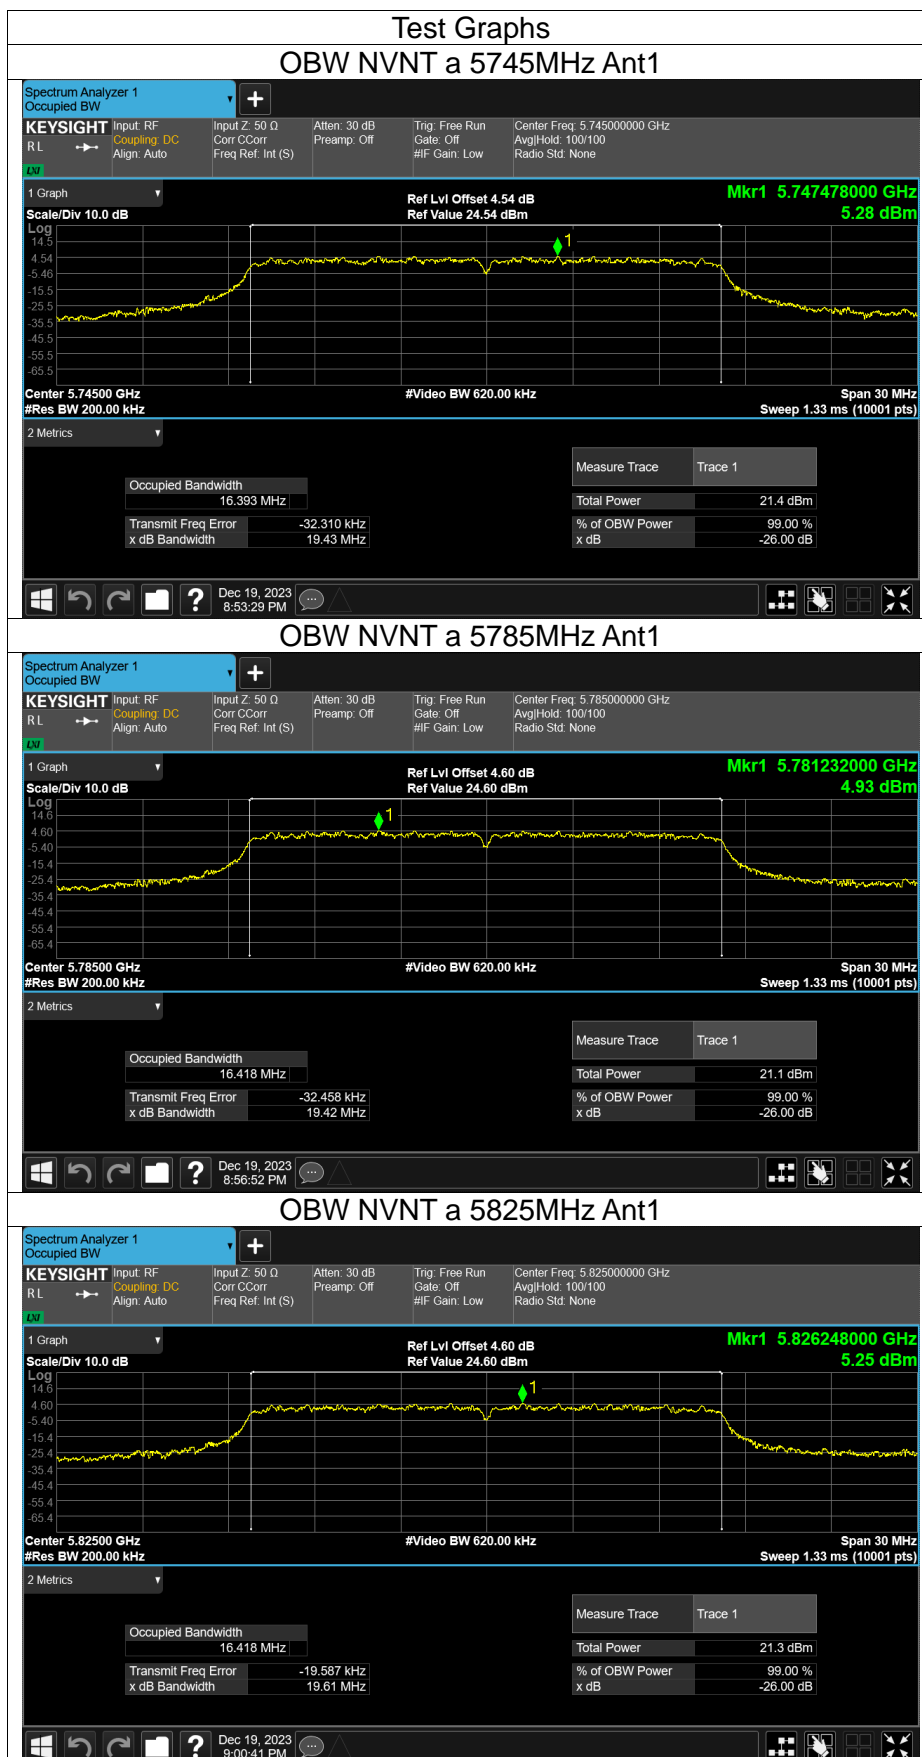 Test Graphs
OBW NVNT a 5745MHz Ant1
Spectrum Analyzer 1
Occupied BW
+
KEYSIGHT Input: RF Input Z: 50 Ω Atten: 30 dB Trig: Free Run Center Freq: 5.745000000 GHz
RL Coupling: DC Corr CCorr Preamp: Off Gate: Off Avg|Hold: 100/100
Align: Auto Freq Ref: Int (S) #IF Gain: Low Radio Std: None
LXI
1 Graph Ref Lvl Offset 4.54 dB Mkr1 5.747478000 GHz
Scale/Div 10.0 dB Ref Value 24.54 dBm 5.28 dBm
Log
14.5
1
4.54
-5.46
-15.5
-25.5
-35.5
-45.5
-55.5
-65.5
Center 5.74500 GHz #Video BW 620.00 kHz Span 30 MHz
#Res BW 200.00 kHz Sweep 1.33 ms (10001 pts)
2 Metrics
Measure Trace Trace 1
Occupied Bandwidth
16.393 MHz Total Power 21.4 dBm
Transmit Freq Error -32.310 kHz % of OBW Power 99.00 %
x dB Bandwidth 19.43 MHz x dB -26.00 dB
? Dec 19, 2023
8:53:29 PM
OBW NVNT a 5785MHz Ant1
Spectrum Analyzer 1
Occupied BW
+
KEYSIGHT Input: RF Input Z: 50 Ω Atten: 30 dB Trig: Free Run Center Freq: 5.785000000 GHz
RL Coupling: DC Corr CCorr Preamp: Off Gate: Off Avg|Hold: 100/100
Align: Auto Freq Ref: Int (S) #IF Gain: Low Radio Std: None
LXI
1 Graph Ref Lvl Offset 4.60 dB Mkr1 5.781232000 GHz
Scale/Div 10.0 dB Ref Value 24.60 dBm 4.93 dBm
Log
14.6
1
4.60
-5.40
-15.4
-25.4
-35.4
-45.4
-55.4
-65.4
Center 5.78500 GHz #Video BW 620.00 kHz Span 30 MHz
#Res BW 200.00 kHz Sweep 1.33 ms (10001 pts)
2 Metrics
Measure Trace Trace 1
Occupied Bandwidth
16.418 MHz Total Power 21.1 dBm
Transmit Freq Error -32.458 kHz % of OBW Power 99.00 %
x dB Bandwidth 19.42 MHz x dB -26.00 dB
? Dec 19, 2023
8:56:52 PM
OBW NVNT a 5825MHz Ant1
Spectrum Analyzer 1
Occupied BW
+
KEYSIGHT Input: RF Input Z: 50 Ω Atten: 30 dB Trig: Free Run Center Freq: 5.825000000 GHz
RL Coupling: DC Corr CCorr Preamp: Off Gate: Off Avg|Hold: 100/100
Align: Auto Freq Ref: Int (S) #IF Gain: Low Radio Std: None
LXI
1 Graph Ref Lvl Offset 4.60 dB Mkr1 5.826248000 GHz
Scale/Div 10.0 dB Ref Value 24.60 dBm 5.25 dBm
Log
14.6
1
4.60
-5.40
-15.4
-25.4
-35.4
-45.4
-55.4
-65.4
Center 5.82500 GHz #Video BW 620.00 kHz Span 30 MHz
#Res BW 200.00 kHz Sweep 1.33 ms (10001 pts)
2 Metrics
Measure Trace Trace 1
Occupied Bandwidth
16.418 MHz Total Power 21.3 dBm
Transmit Freq Error -19.587 kHz % of OBW Power 99.00 %
x dB Bandwidth 19.61 MHz x dB -26.00 dB
? Dec 19, 2023
9:00:41 PM